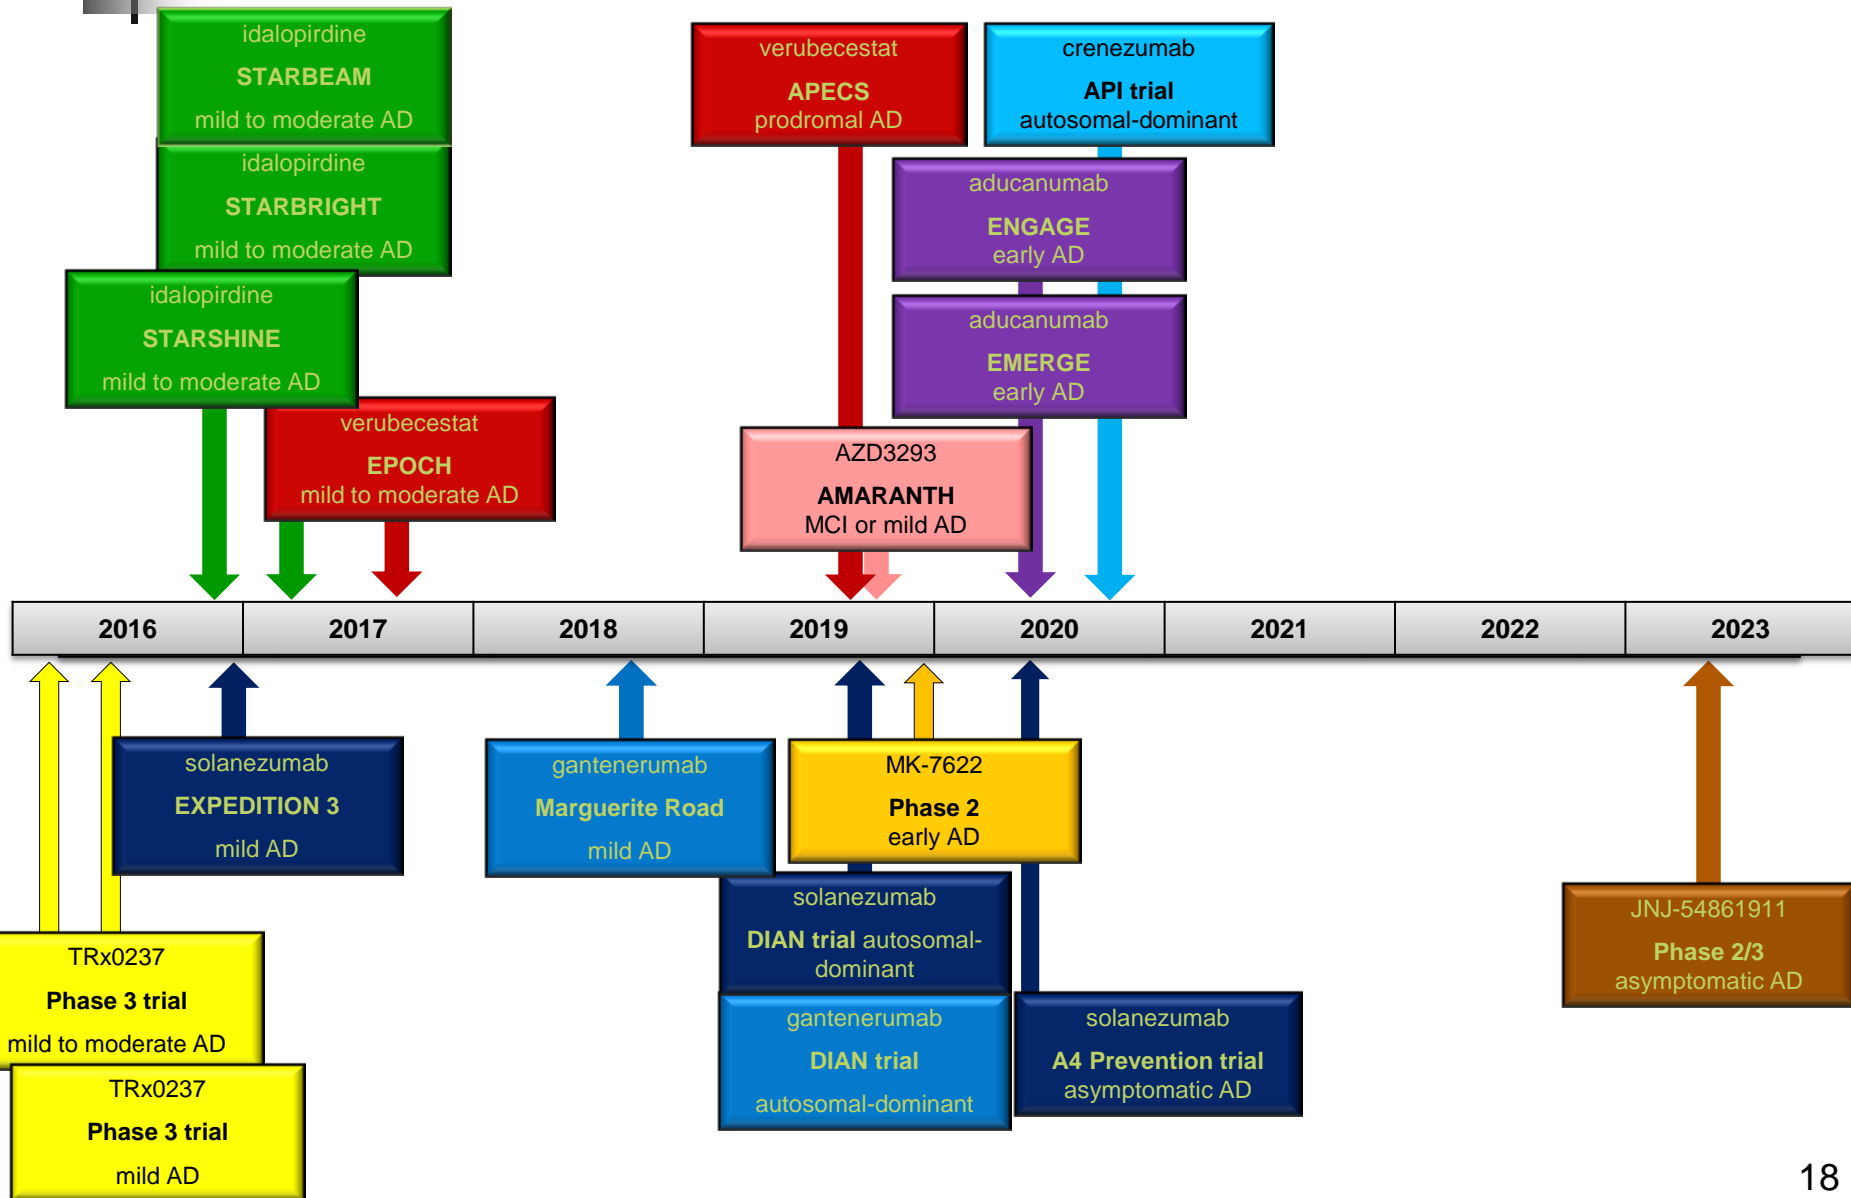 idalopirdine
STARBEAM
mild to moderate AD
idalopirdine
STARBRIGHT
mild to moderate AD
idalopirdine
STARSHINE
mild to moderate AD
verubecestat
EPOCH
mild to moderate AD
verubecestat
APECS
prodromal AD
crenezumab
API trial
autosomal-dominant
aducanumab
ENGAGE
early AD
aducanumab
EMERGE
early AD
AZD3293
AMARANTH
MCI or mild AD
2016 2017 2018 2019 2020 2021 2022 2023
solanezumab
EXPEDITION 3
mild AD
gantenerumab
Marguerite Road
mild AD
MK-7622
Phase 2
early AD
solanezumab
DIAN trial autosomal-
dominant
gantenerumab
DIAN trial
autosomal-dominant
solanezumab
A4 Prevention trial
asymptomatic AD
JNJ-54861911
Phase 2/3
asymptomatic AD
TRx0237
Phase 3 trial
mild to moderate AD
TRx0237
Phase 3 trial
mild AD
18